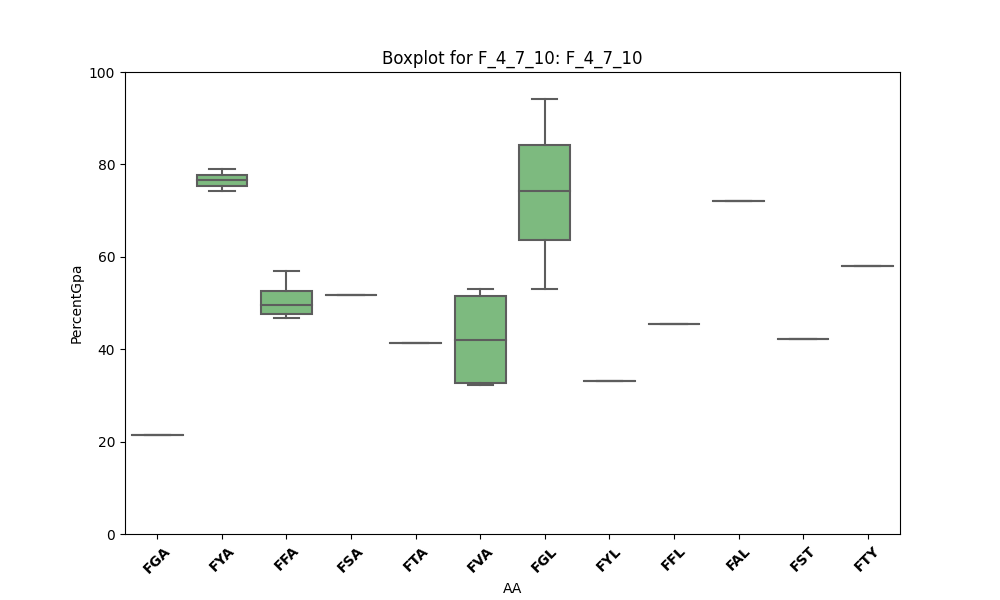 Boxplot for F_4_7_10: F_4_7_10
100
80
60
40
20
0
PercentGpa
FGA FYA FFA FSA FTA FVA FGL FYL FFL FAL FST FTY
AA